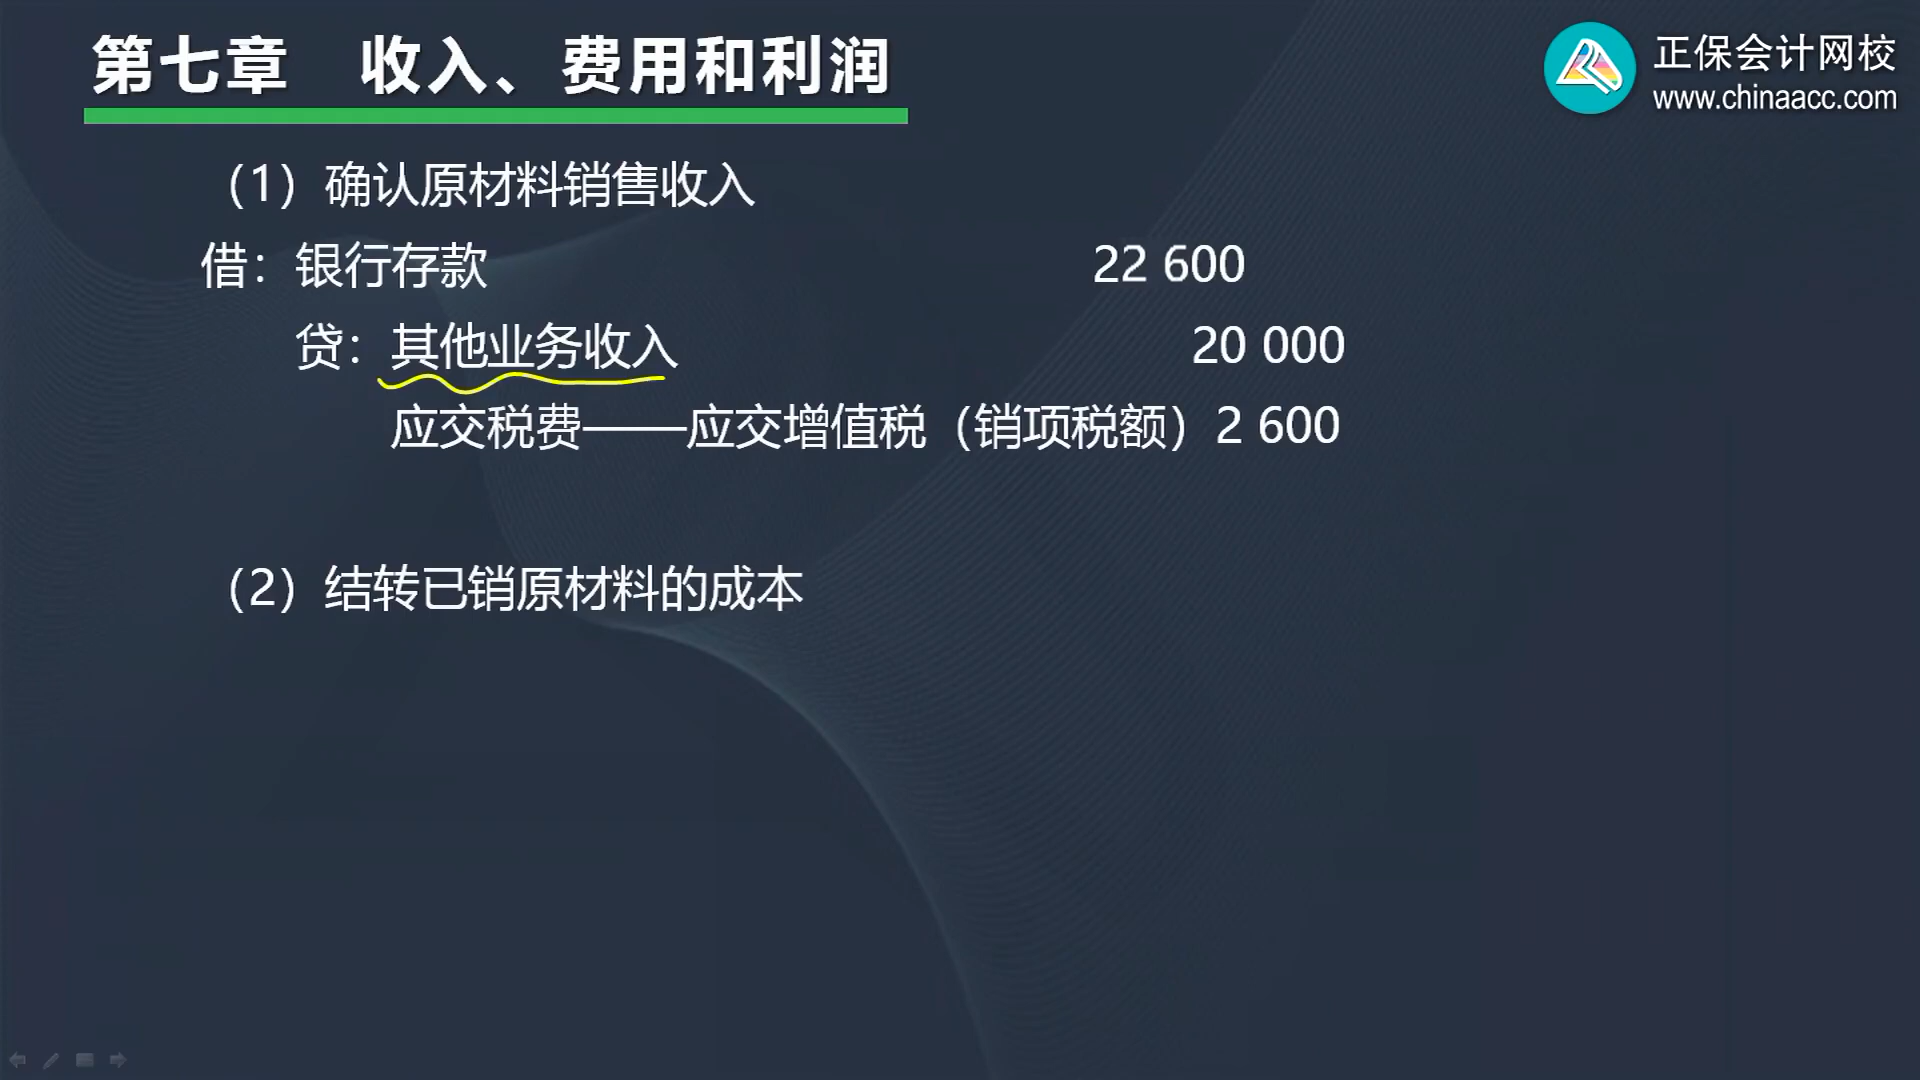 第七章 收入、费用和利润
正保会计网校
www.chinaacc.com
（1）确认原材料销售收入
借：银行存款 22 600
贷：其他业务收入 20 000
应交税费——应交增值税（销项税额）2 600
（2）结转已销原材料的成本